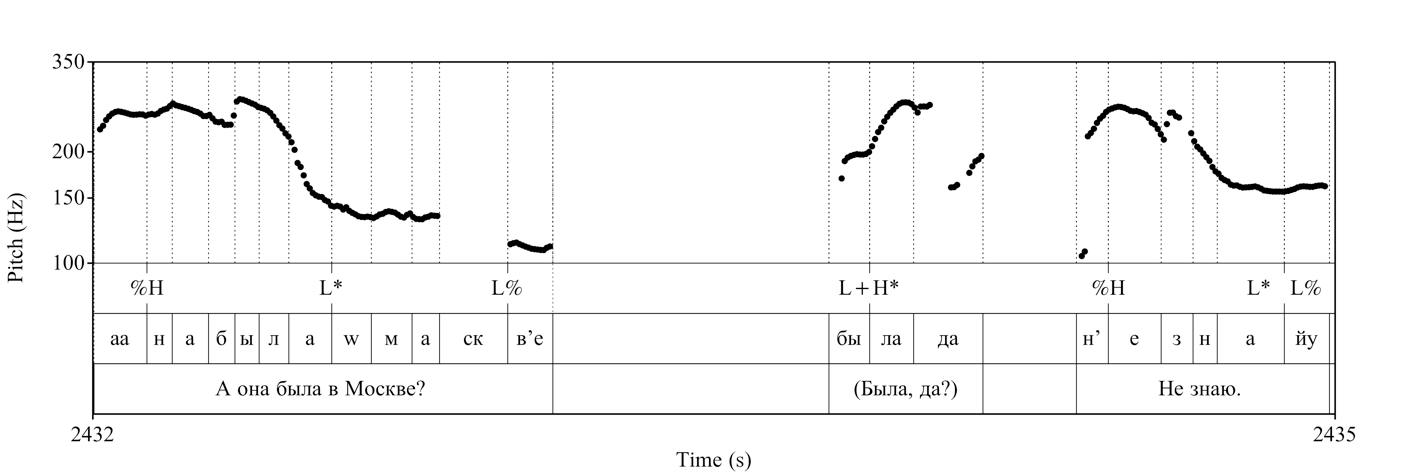 350
200
150
100
Pitch (Hz)
%H L* L% L+H* %H L* L%
аа н а б ы л а w м а ск в’е бы ла да н’ е з н а йу
А она была в Москве? (Была, да?) Не знаю.
2432 2435
Time (s)